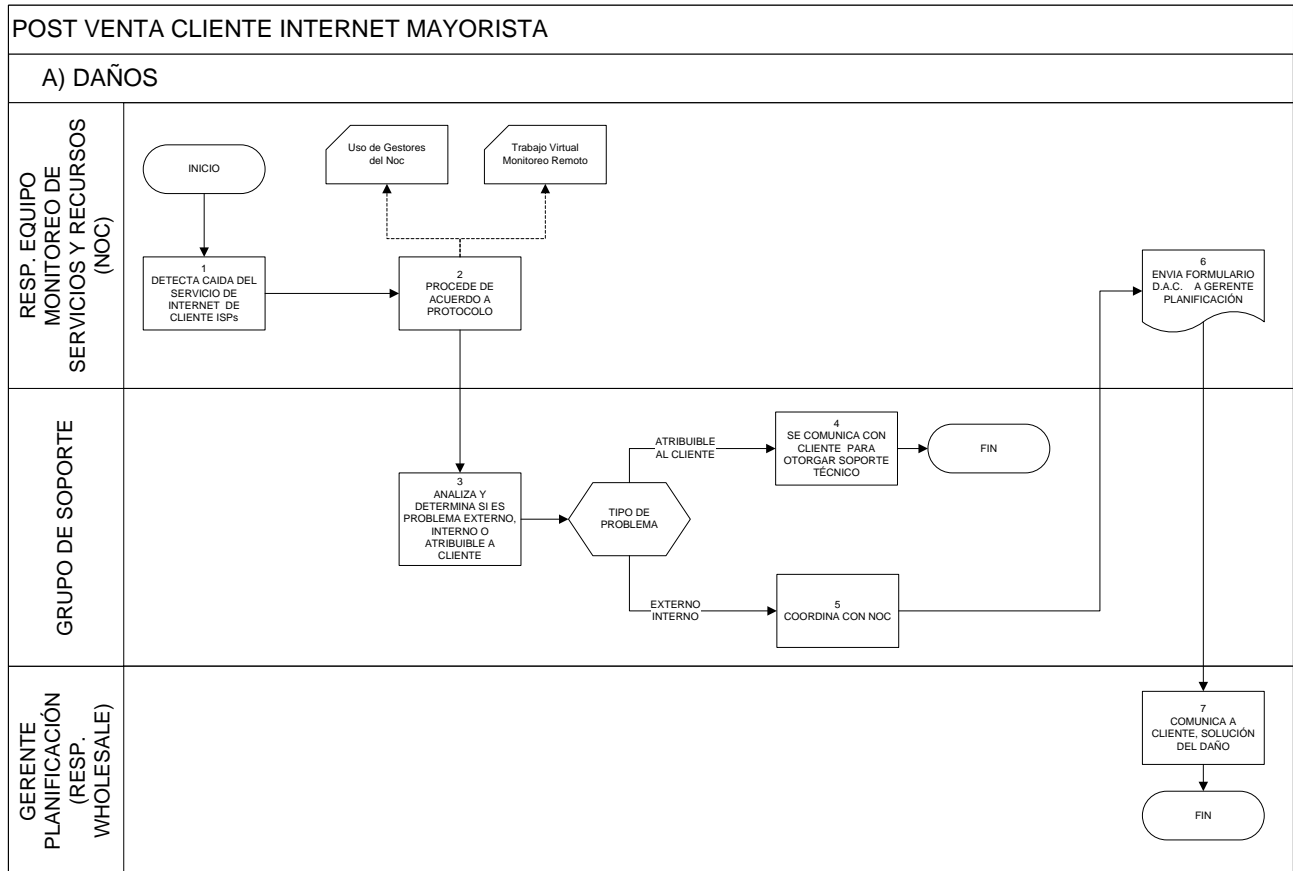 POST VENTA CLIENTE INTERNET MAYORISTA
A) DAÑOS
RESP. EQUIPO
MONITOREO DE
SERVICIOS Y RECURSOS
(NOC)
INICIO
Uso de Gestores
del Noc
Trabajo Virtual
Monitoreo Remoto
1
DETECTA CAIDA DEL
SERVICIO DE
INTERNET DE
CLIENTE ISPs
2
PROCEDE DE
ACUERDO A
PROTOCOLO
6
ENVIA FORMULARIO
D.A.C. A GERENTE
PLANIFICACIÓN
GRUPO DE SOPORTE
3
ANALIZA Y
DETERMINA SI ES
PROBLEMA EXTERNO,
INTERNO O
ATRIBUIBLE A
CLIENTE
TIPO DE
PROBLEMA
ATRIBUIBLE
AL CLIENTE
4
SE COMUNICA CON
CLIENTE PARA
OTORGAR SOPORTE
TÉCNICO
FIN
EXTERNO
INTERNO
5
COORDINA CON NOC
GERENTE
PLANIFICACIÓN
(RESP.
WHOLESALE)
7
COMUNICA A
CLIENTE, SOLUCIÓN
DEL DAÑO
FIN